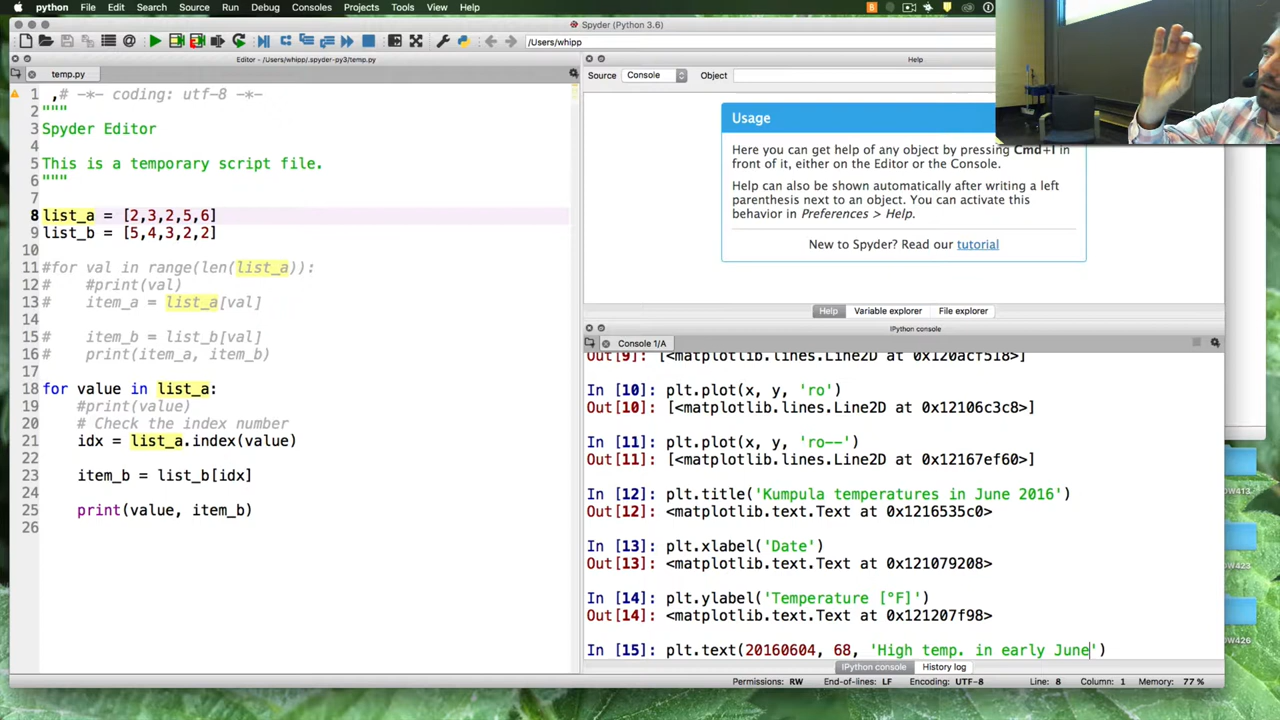 python File Edit Search Source Run Debug Consoles Projects Tools View Help
Spyder (Python 3.6)
/Users/whipp
Editor - /Users/whipp/.spyder-py3/temp.py
Help
temp.py
Source Console Object
1 ,# -*- coding: utf-8 -*-
2 """
3 Spyder Editor
4
5 This is a temporary script file.
6 """
7
8 list_a = [2,3,2,5,6]
9 list_b = [5,4,3,2,2]
10
11 #for val in range(len(list_a)):
12 #    #print(val)
13 #    item_a = list_a[val]
14
15 #    item_b = list_b[val]
16 #    print(item_a, item_b)
17
18 for value in list_a:
19     #print(value)
20     # Check the index number
21     idx = list_a.index(value)
22
23     item_b = list_b[idx]
24
25     print(value, item_b)
26
Usage
Here you can get help of any object by pressing Cmd+I in
front of it, either on the Editor or the Console.
Help can also be shown automatically after writing a left
parenthesis next to an object. You can activate this
behavior in Preferences > Help.
New to Spyder? Read our tutorial
Help Variable explorer File explorer
IPython console
Console 1/A
Out[9]: [<matplotlib.lines.Line2D at 0x120acf518>]
In [10]: plt.plot(x, y, 'ro')
Out[10]: [<matplotlib.lines.Line2D at 0x12106c3c8>]
In [11]: plt.plot(x, y, 'ro--')
Out[11]: [<matplotlib.lines.Line2D at 0x12167ef60>]
In [12]: plt.title('Kumpula temperatures in June 2016')
Out[12]: <matplotlib.text.Text at 0x1216535c0>
In [13]: plt.xlabel('Date')
Out[13]: <matplotlib.text.Text at 0x121079208>
In [14]: plt.ylabel('Temperature [°F]')
Out[14]: <matplotlib.text.Text at 0x121207f98>
In [15]: plt.text(20160604, 68, 'High temp. in early June')
IPython console History log
Permissions: RW End-of-lines: LF Encoding: UTF-8 Line: 8 Column: 1 Memory: 77 %
OW413
OW423
OW426